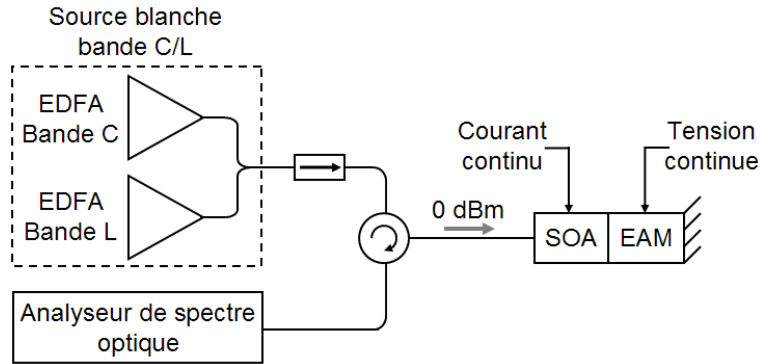 Source blanche
bande C/L
EDFA
Bande C
EDFA
Bande L
Courant
continu
Tension
continue
0 dBm
SOA
EAM
Analyseur de spectre
optique